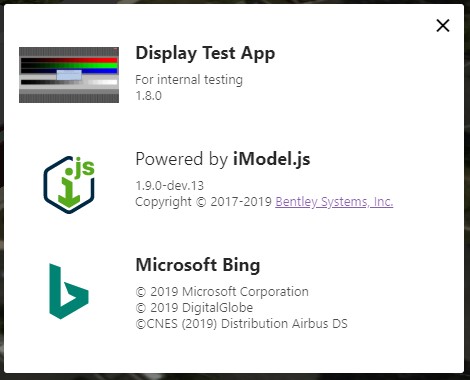 Display Test App
For internal testing
1.8.0
.js
Powered by iModel.js
1.9.0-dev.13
Copyright © 2017-2019 Bentley Systems, Inc.
Microsoft Bing
© 2019 Microsoft Corporation
© 2019 DigitalGlobe
©CNES (2019) Distribution Airbus DS